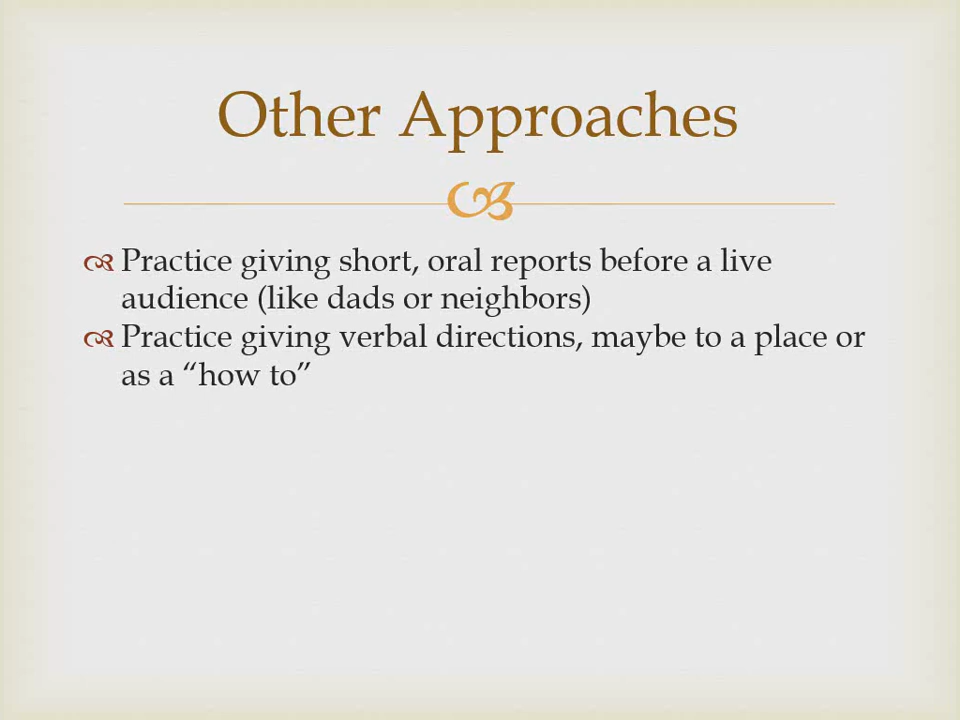 Other Approaches
Practice giving short, oral reports before a live
audience (like dads or neighbors)
Practice giving verbal directions, maybe to a place or
as a “how to”